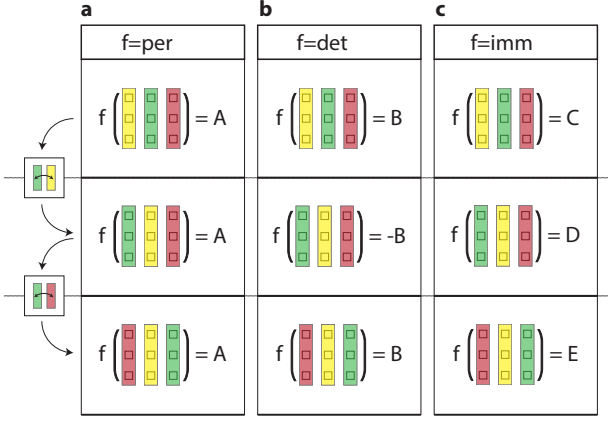 a b c
f=per f=det f=imm
f ( ) = A f ( ) = B f ( ) = C
f ( ) = A f ( ) = -B f ( ) = D
f ( ) = A f ( ) = B f ( ) = E